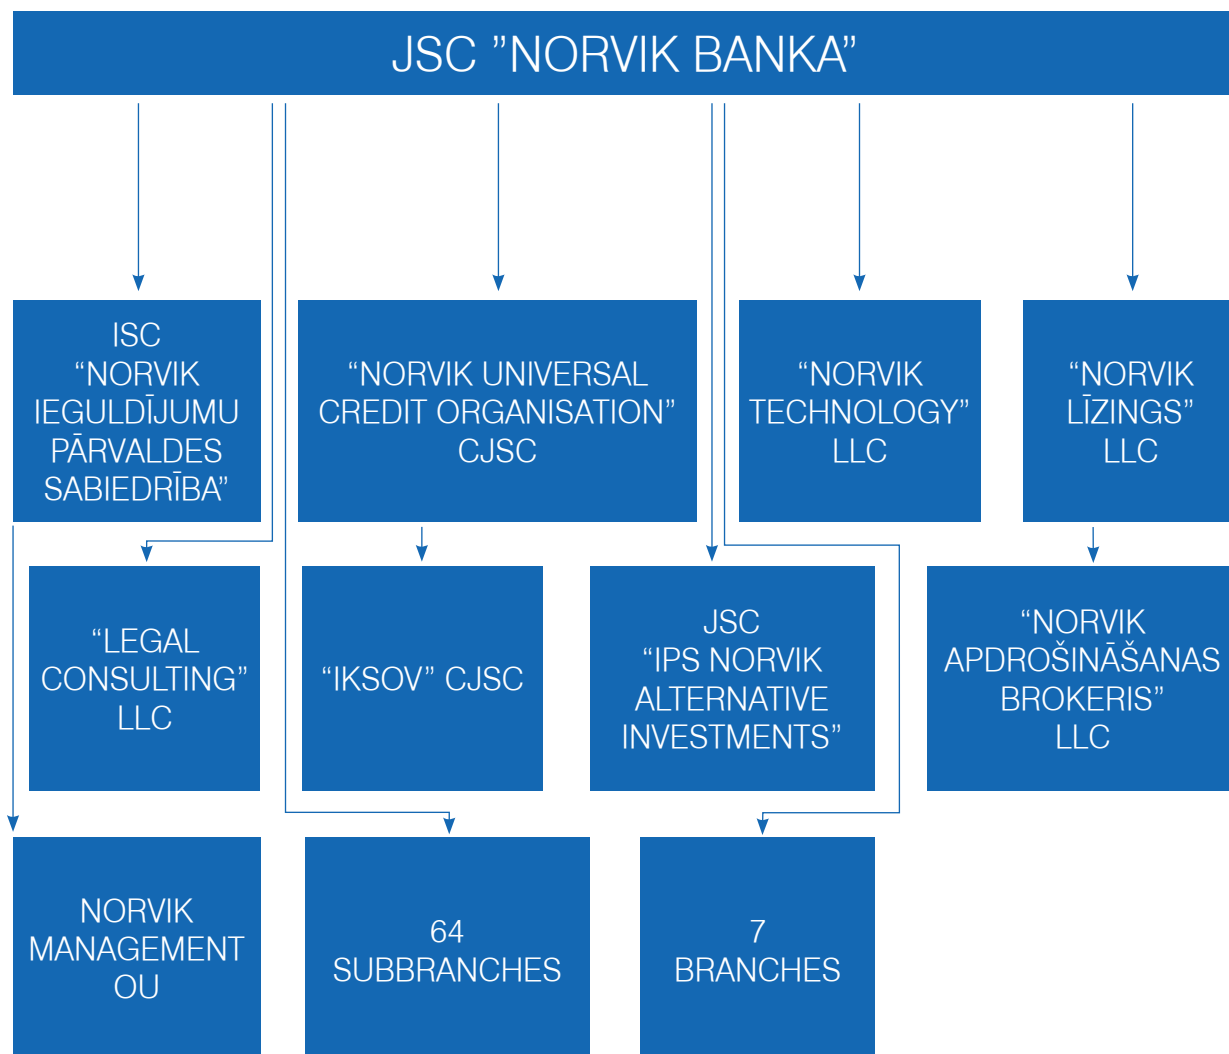 JSC ”NORVIK BANKA”
ISC
“NORVIK
IEGULDĪJUMU
PĀRVALDES
SABIEDRĪBA”
“NORVIK UNIVERSAL
CREDIT ORGANISATION”
CJSC
“NORVIK
TECHNOLOGY”
LLC
“NORVIK
LĪZINGS”
LLC
“LEGAL
CONSULTING”
LLC
“IKSOV” CJSC
JSC
“IPS NORVIK
ALTERNATIVE
INVESTMENTS”
“NORVIK
APDROŠINĀŠANAS
BROKERIS”
LLC
NORVIK
MANAGEMENT
OU
64
SUBBRANCHES
7
BRANCHES